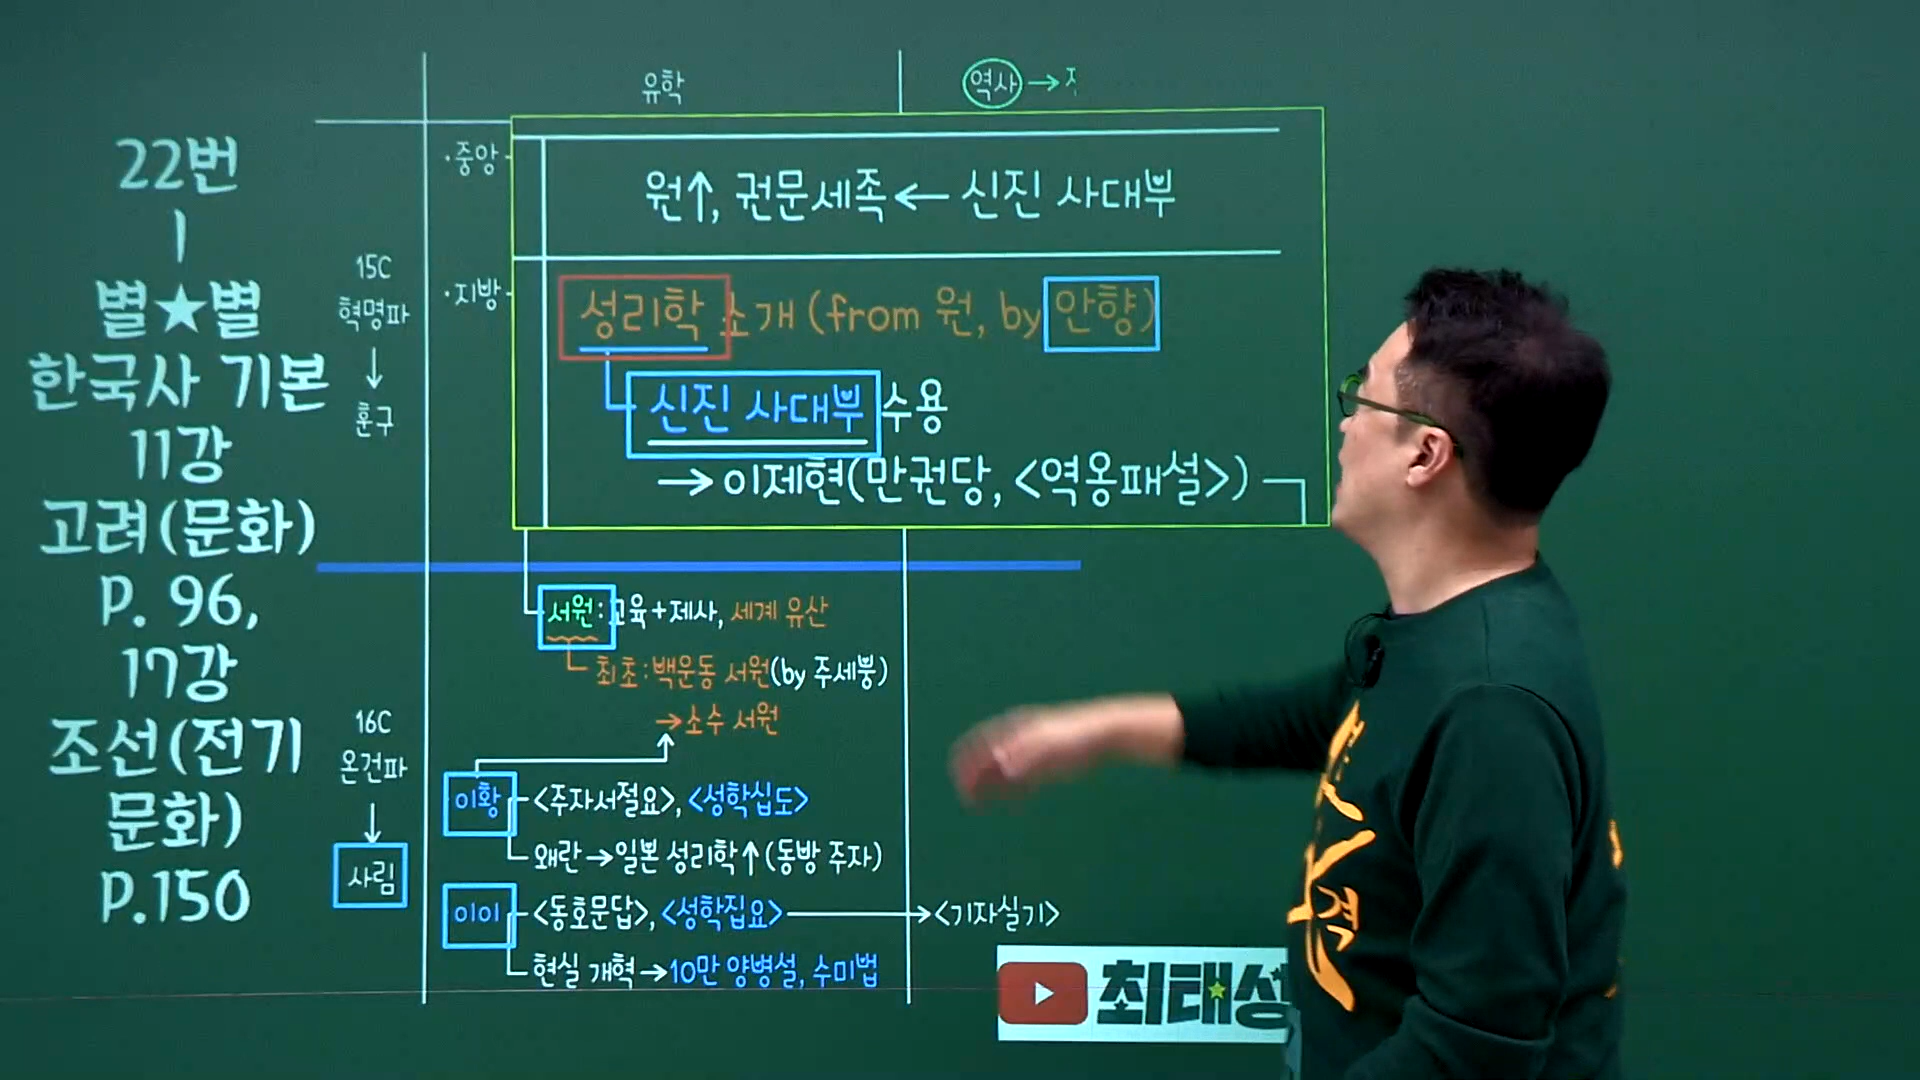 22번
별★별
한국사 기본
11강
고려(문화)
P. 96,
17강
조선(전기
문화)
P.150
15C
혁명파
↓
훈구
16C
온건파
↓
사림
유학
역사 →
·중앙
·지방
원↑, 권문세족 ← 신진 사대부
성리학 소개 (from 원, by 안향)
신진 사대부 수용
→ 이제현(만권당, <역옹패설>)
서원: 교육+제사, 세계 유산
최초: 백운동 서원(by 주세붕)
→ 소수 서원
이황
<주자서절요>, <성학십도>
왜란 → 일본 성리학↑(동방 주자)
이이
<동호문답>, <성학집요> → <기자실기>
현실 개혁 → 10만 양병설, 수미법
최태성
격